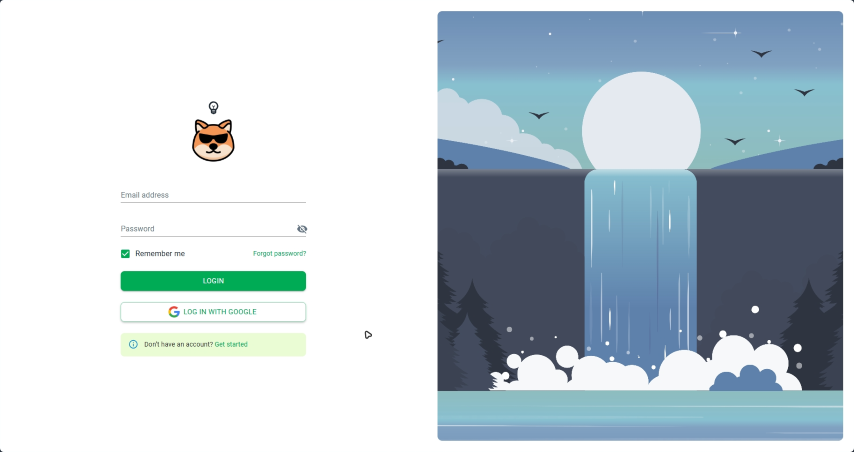 Email address
Password
Remember me
Forgot password?
LOGIN
LOG IN WITH GOOGLE
Don't have an account? Get started